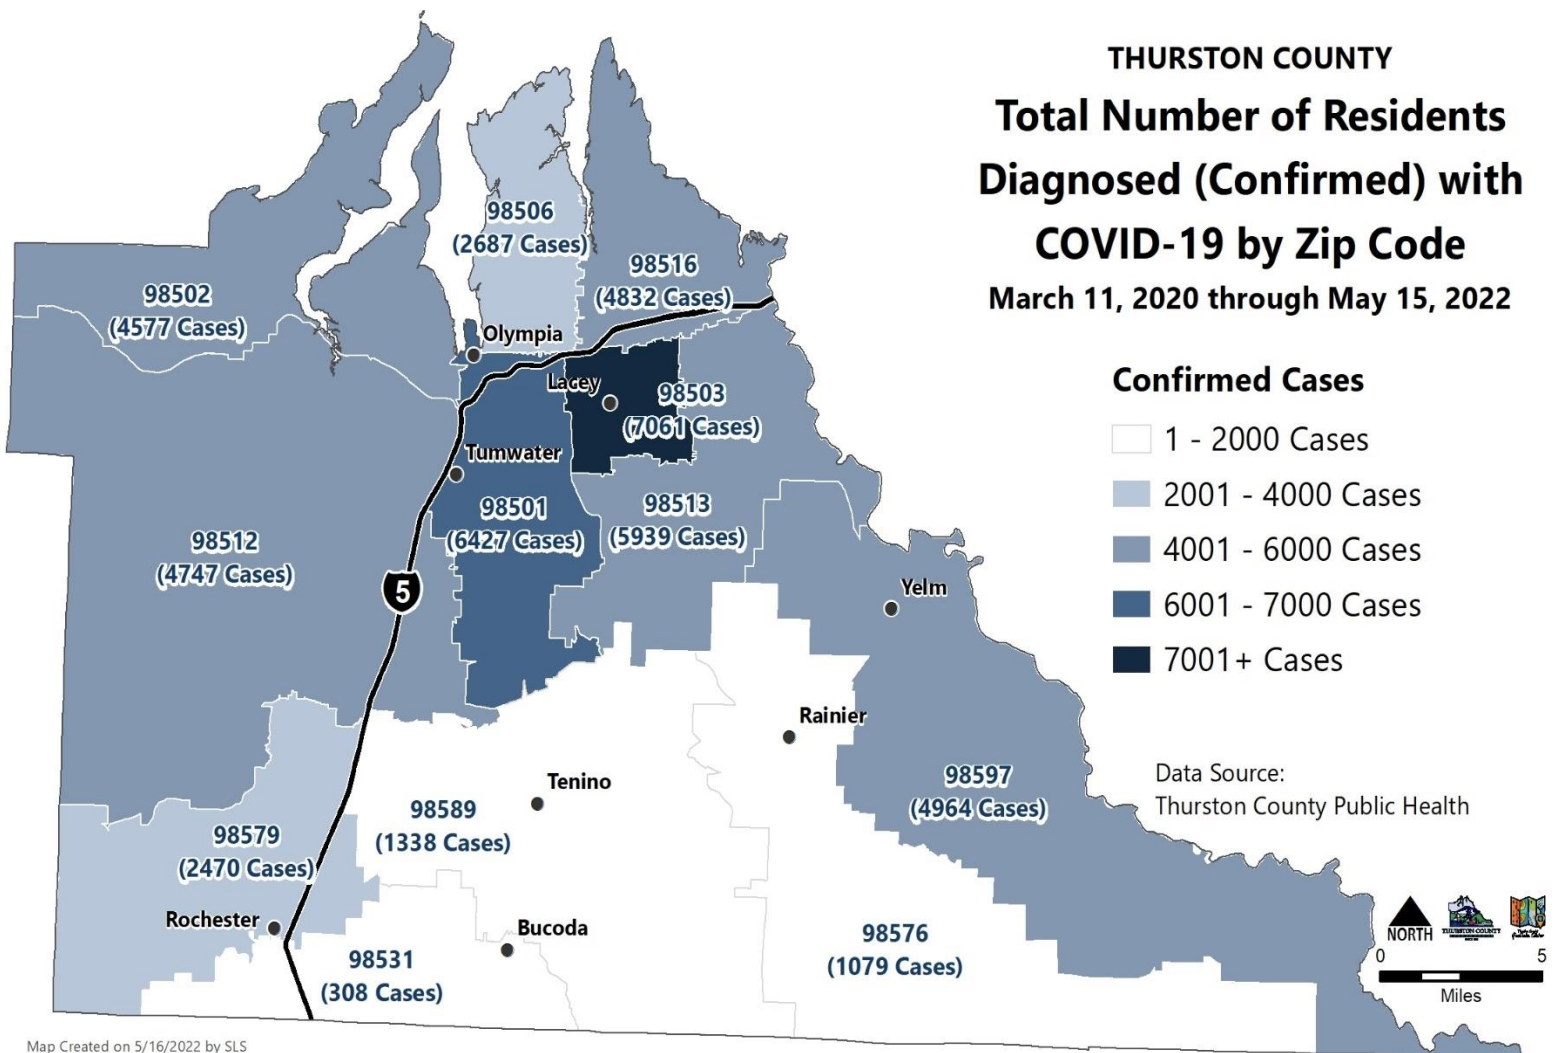 THURSTON COUNTY
Total Number of Residents
Diagnosed (Confirmed) with
COVID-19 by Zip Code
March 11, 2020 through May 15, 2022
98506
(2687 Cases)
98516
(4832 Cases)
98502
(4577 Cases)
Olympia
Lacey
98503
(7061 Cases)
Tumwater
98501
(6427 Cases)
98513
(5939 Cases)
98512
(4747 Cases)
5
Yelm
Rainier
98597
(4964 Cases)
Tenino
98589
(1338 Cases)
98579
(2470 Cases)
Rochester
Bucoda
98531
(308 Cases)
98576
(1079 Cases)
Confirmed Cases
1 - 2000 Cases
2001 - 4000 Cases
4001 - 6000 Cases
6001 - 7000 Cases
7001+ Cases
Data Source:
Thurston County Public Health
NORTH
THURSTON COUNTY
0 5
Miles
Map Created on 5/16/2022 by SLS